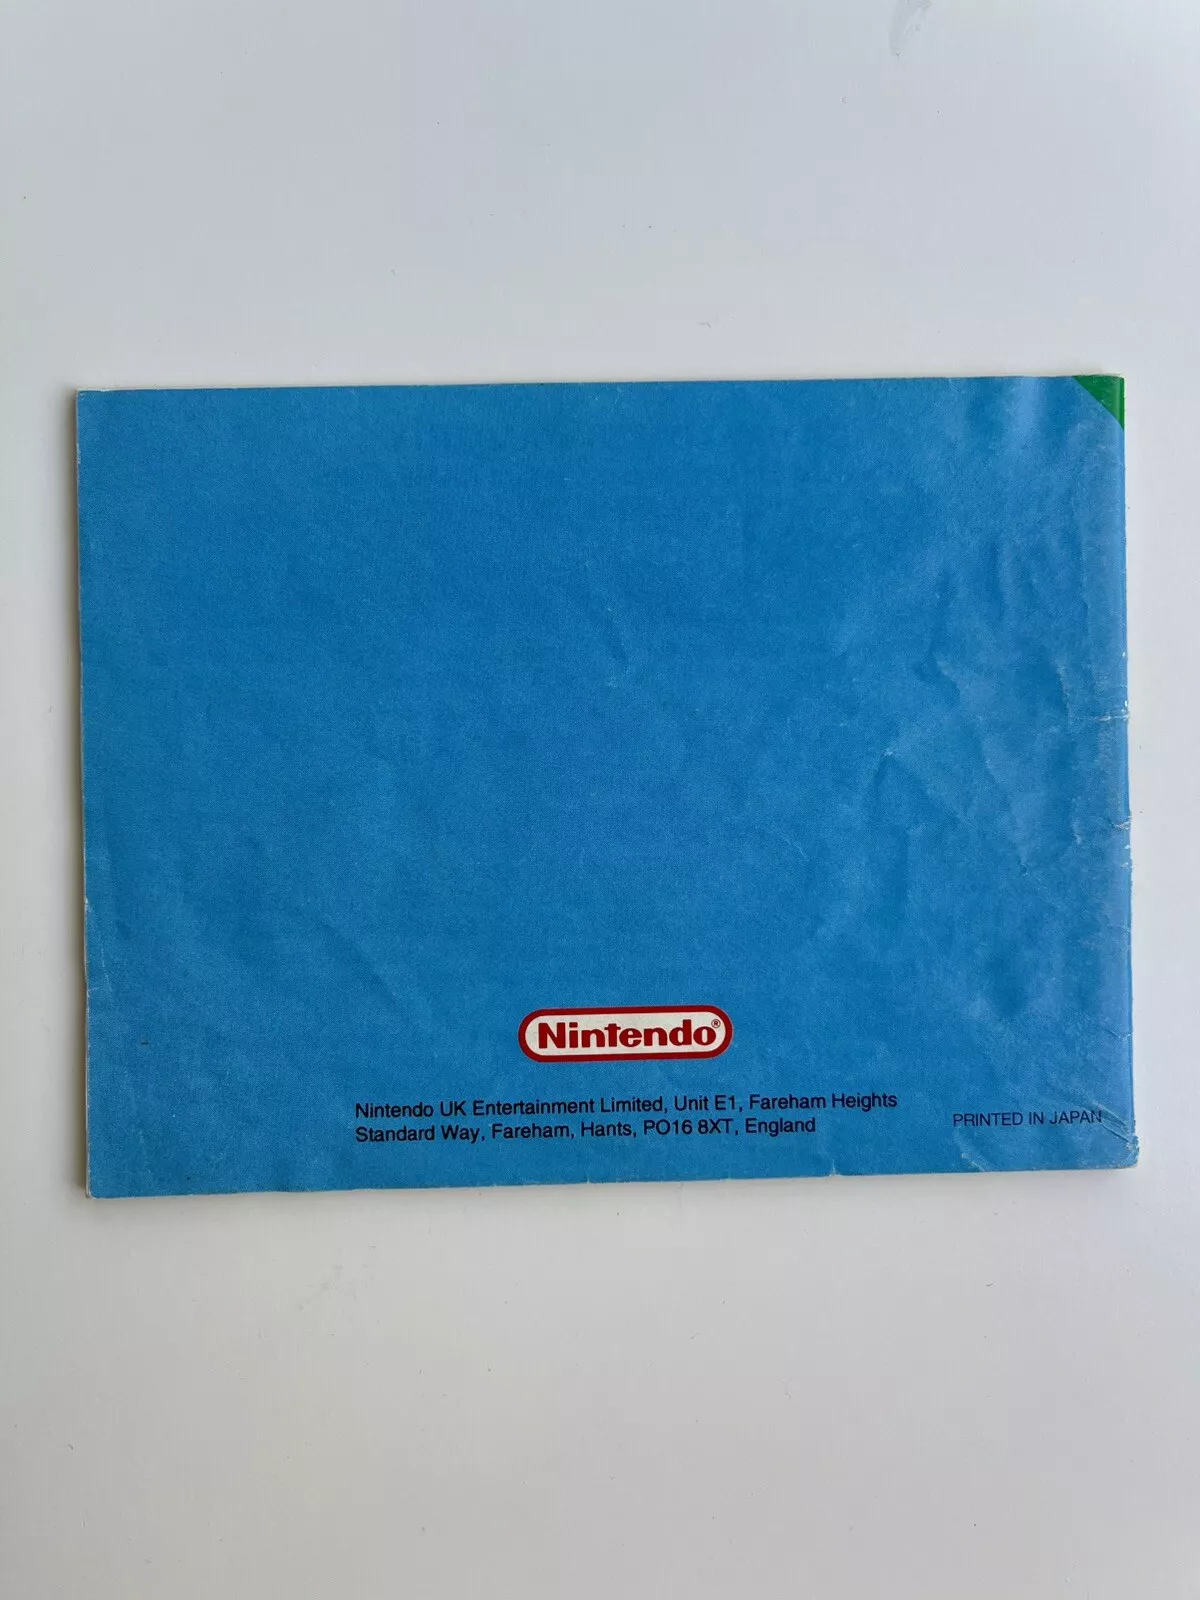 Nintendo®
Nintendo UK Entertainment Limited, Unit E1, Fareham Heights
Standard Way, Fareham, Hants, PO16 8XT, England
PRINTED IN JAPAN